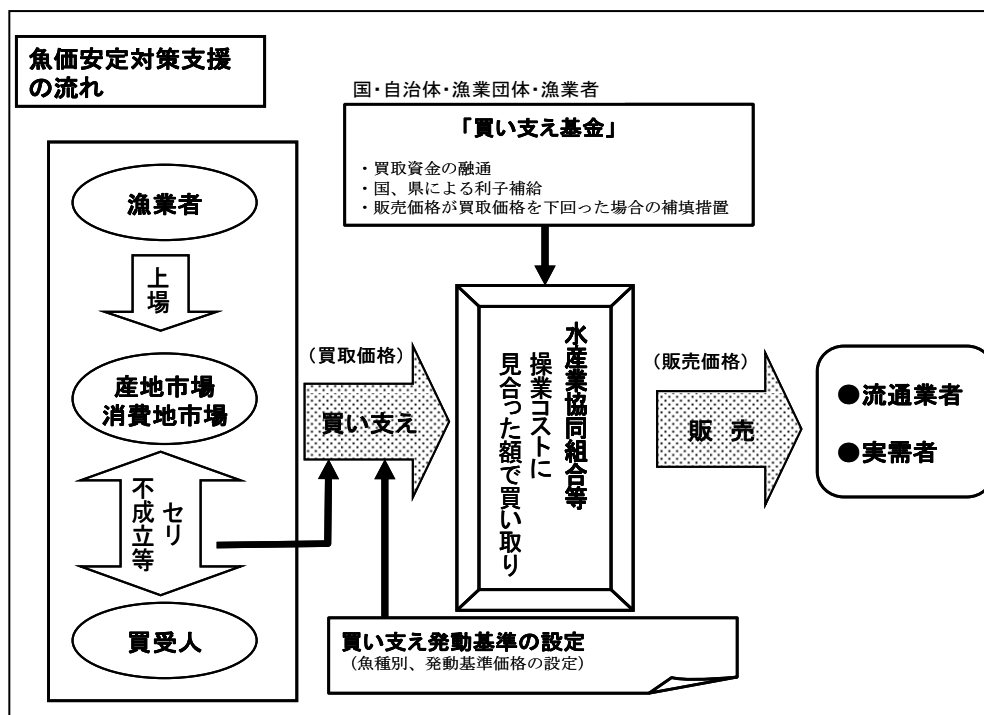 魚価安定対策支援
の流れ
国・自治体・漁業団体・漁業者
「買い支え基金」
・買取資金の融通
・国、県による利子補給
・販売価格が買取価格を下回った場合の補填措置
漁業者
上場
産地市場
消費地市場
セリ
不成立等
買受人
（買取価格）
買い支え
水産業協同組合等
操業コストに
見合った額で買い取り
（販売価格）
販 売
●流通業者
●実需者
買い支え発動基準の設定
（魚種別、発動基準価格の設定）